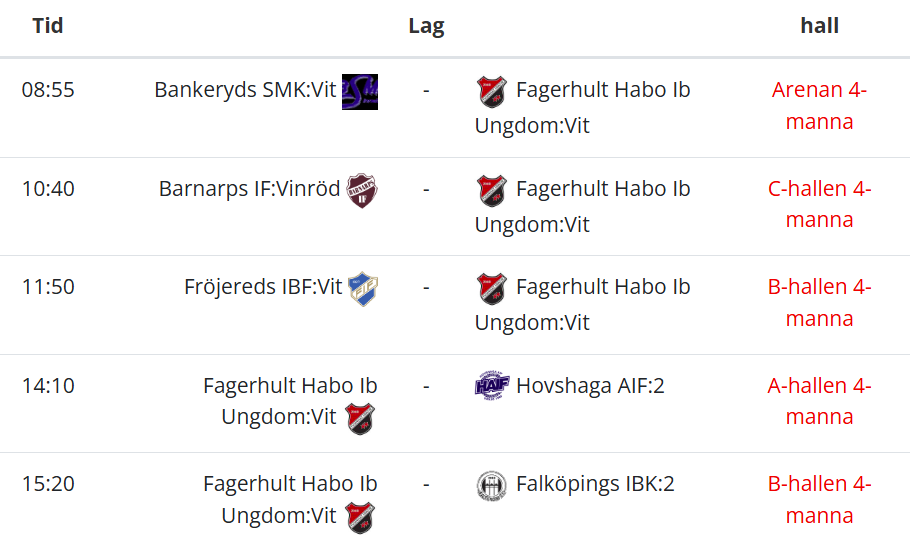 Tid Lag hall
08:55 Bankeryds SMK:Vit - Fagerhult Habo Ib Arenan 4-
Ungdom:Vit manna
10:40 Barnarps IF:Vinröd - Fagerhult Habo Ib C-hallen 4-
Ungdom:Vit manna
11:50 Fröjereds IBF:Vit - Fagerhult Habo Ib B-hallen 4-
Ungdom:Vit manna
14:10 Fagerhult Habo Ib - HAIF Hovshaga AIF:2 A-hallen 4-
Ungdom:Vit manna
15:20 Fagerhult Habo Ib - Falköpings IBK:2 B-hallen 4-
Ungdom:Vit manna